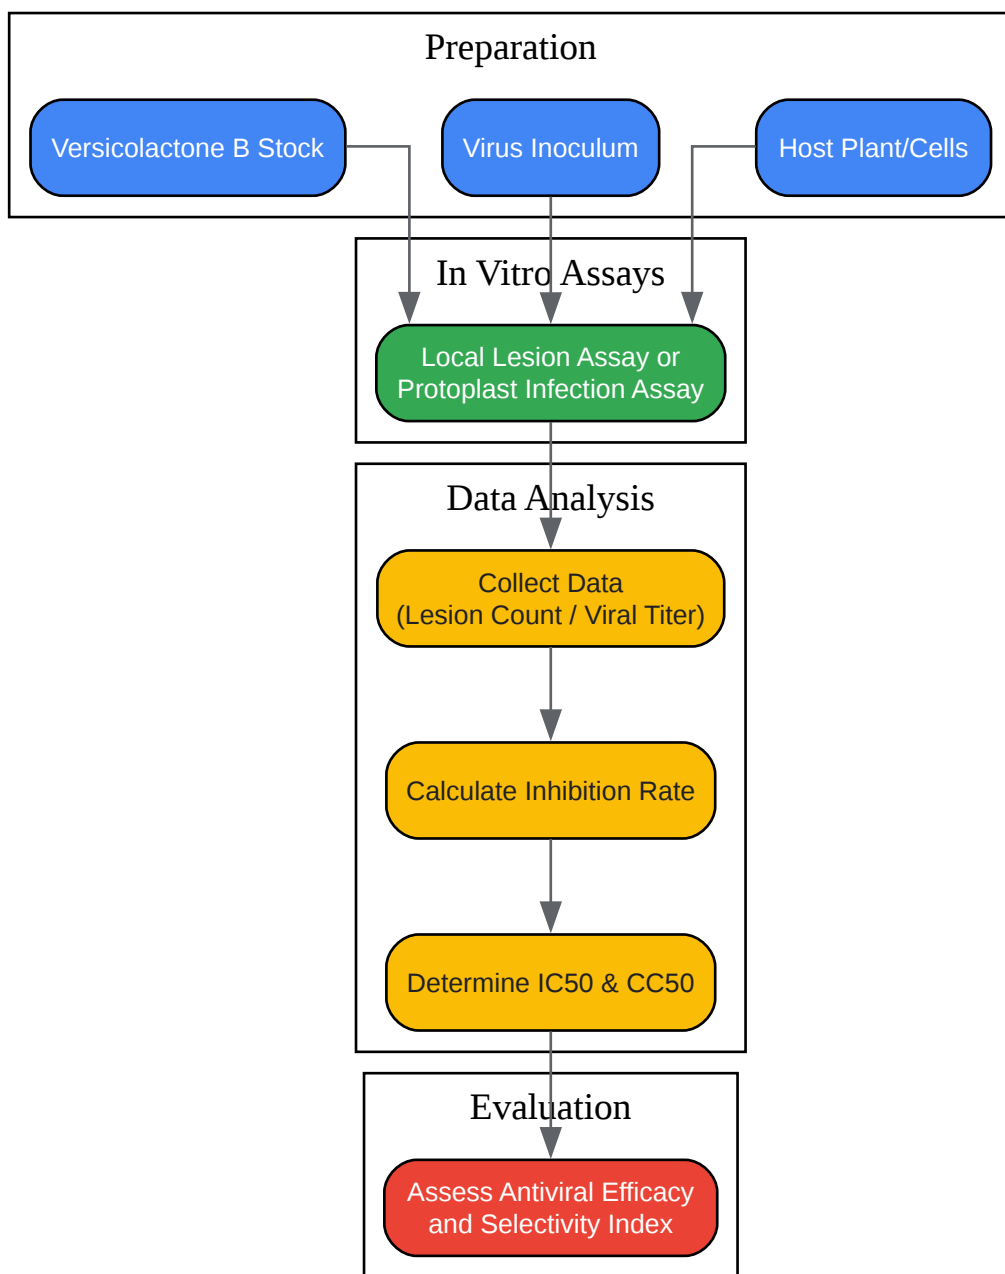 Preparation
Versicolactone B Stock
Virus Inoculum
Host Plant/Cells
In Vitro Assays
Local Lesion Assay or
Protoplast Infection Assay
Data Analysis
Collect Data
(Lesion Count / Viral Titer)
Calculate Inhibition Rate
Determine IC50 & CC50
Evaluation
Assess Antiviral Efficacy
and Selectivity Index